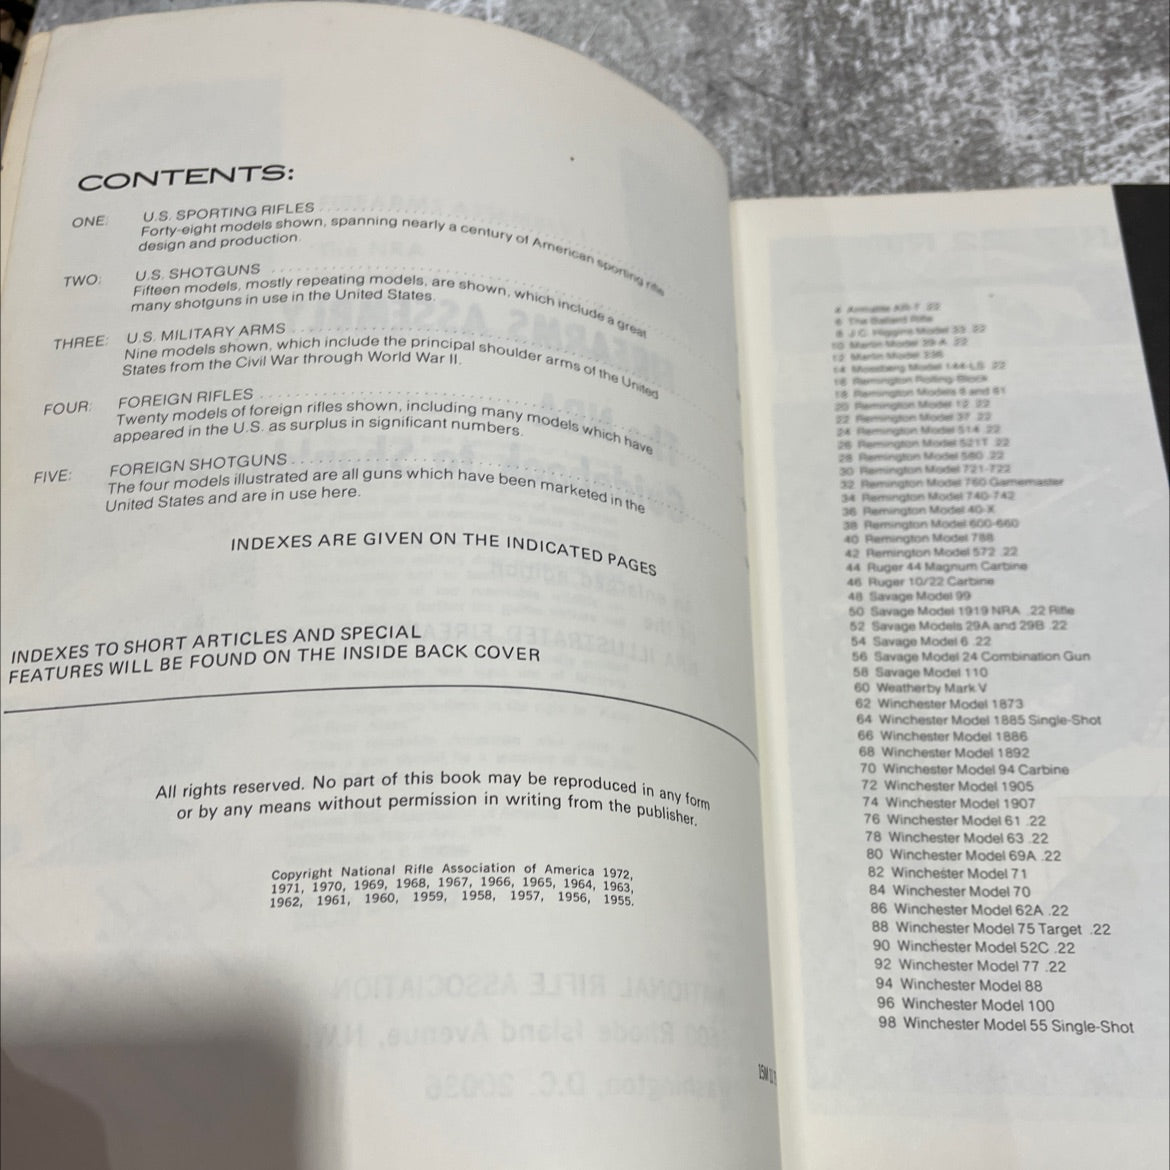 CONTENTS:
ONE: U.S. SPORTING RIFLES
Forty-eight models shown, spanning nearly a century of American sporting rifle
design and production.
TWO: U.S. SHOTGUNS
Fifteen models, mostly repeating models, are shown, which include a great
many shotguns in use in the United States.
THREE: U.S. MILITARY ARMS
Nine models shown, which include the principal shoulder arms of the United
States from the Civil War through World War II.
FOUR: FOREIGN RIFLES
Twenty models of foreign rifles shown, including many models which have
appeared in the U.S. as surplus in significant numbers.
FIVE: FOREIGN SHOTGUNS
The four models illustrated are all guns which have been marketed in the
United States and are in use here.
INDEXES ARE GIVEN ON THE INDICATED PAGES
INDEXES TO SHORT ARTICLES AND SPECIAL
FEATURES WILL BE FOUND ON THE INSIDE BACK COVER
All rights reserved. No part of this book may be reproduced in any form
or by any means without permission in writing from the publisher.
Copyright National Rifle Association of America 1972,
1971, 1970, 1969, 1968, 1967, 1966, 1965, 1964, 1963,
1962, 1961, 1960, 1959, 1958, 1957, 1956, 1955.
4 Armalite AR-7 .22
6 The Ballard Rifle
8 J.C. Higgins Model 33 .22
10 Marlin Model 39-A .22
12 Marlin Model 336
14 Mossberg Model 144-LS .22
16 Remington Rolling-Block
18 Remington Models 8 and 81
20 Remington Model 12 .22
22 Remington Model 37 .22
24 Remington Model 514 .22
26 Remington Model 521T .22
28 Remington Model 580 .22
30 Remington Model 721-722
32 Remington Model 760 Gamemaster
34 Remington Model 740-742
36 Remington Model 40-X
38 Remington Model 600-660
40 Remington Model 788
42 Remington Model 572 .22
44 Ruger 44 Magnum Carbine
46 Ruger 10/22 Carbine
48 Savage Model 99
50 Savage Model 1919 NRA .22 Rifle
52 Savage Models 29A and 29B .22
54 Savage Model 6 .22
56 Savage Model 24 Combination Gun
58 Savage Model 110
60 Weatherby Mark V
62 Winchester Model 1873
64 Winchester Model 1885 Single-Shot
66 Winchester Model 1886
68 Winchester Model 1892
70 Winchester Model 94 Carbine
72 Winchester Model 1905
74 Winchester Model 1907
76 Winchester Model 61 .22
78 Winchester Model 63 .22
80 Winchester Model 69A .22
82 Winchester Model 71
84 Winchester Model 70
86 Winchester Model 62A .22
88 Winchester Model 75 Target .22
90 Winchester Model 52C .22
92 Winchester Model 77 .22
94 Winchester Model 88
96 Winchester Model 100
98 Winchester Model 55 Single-Shot